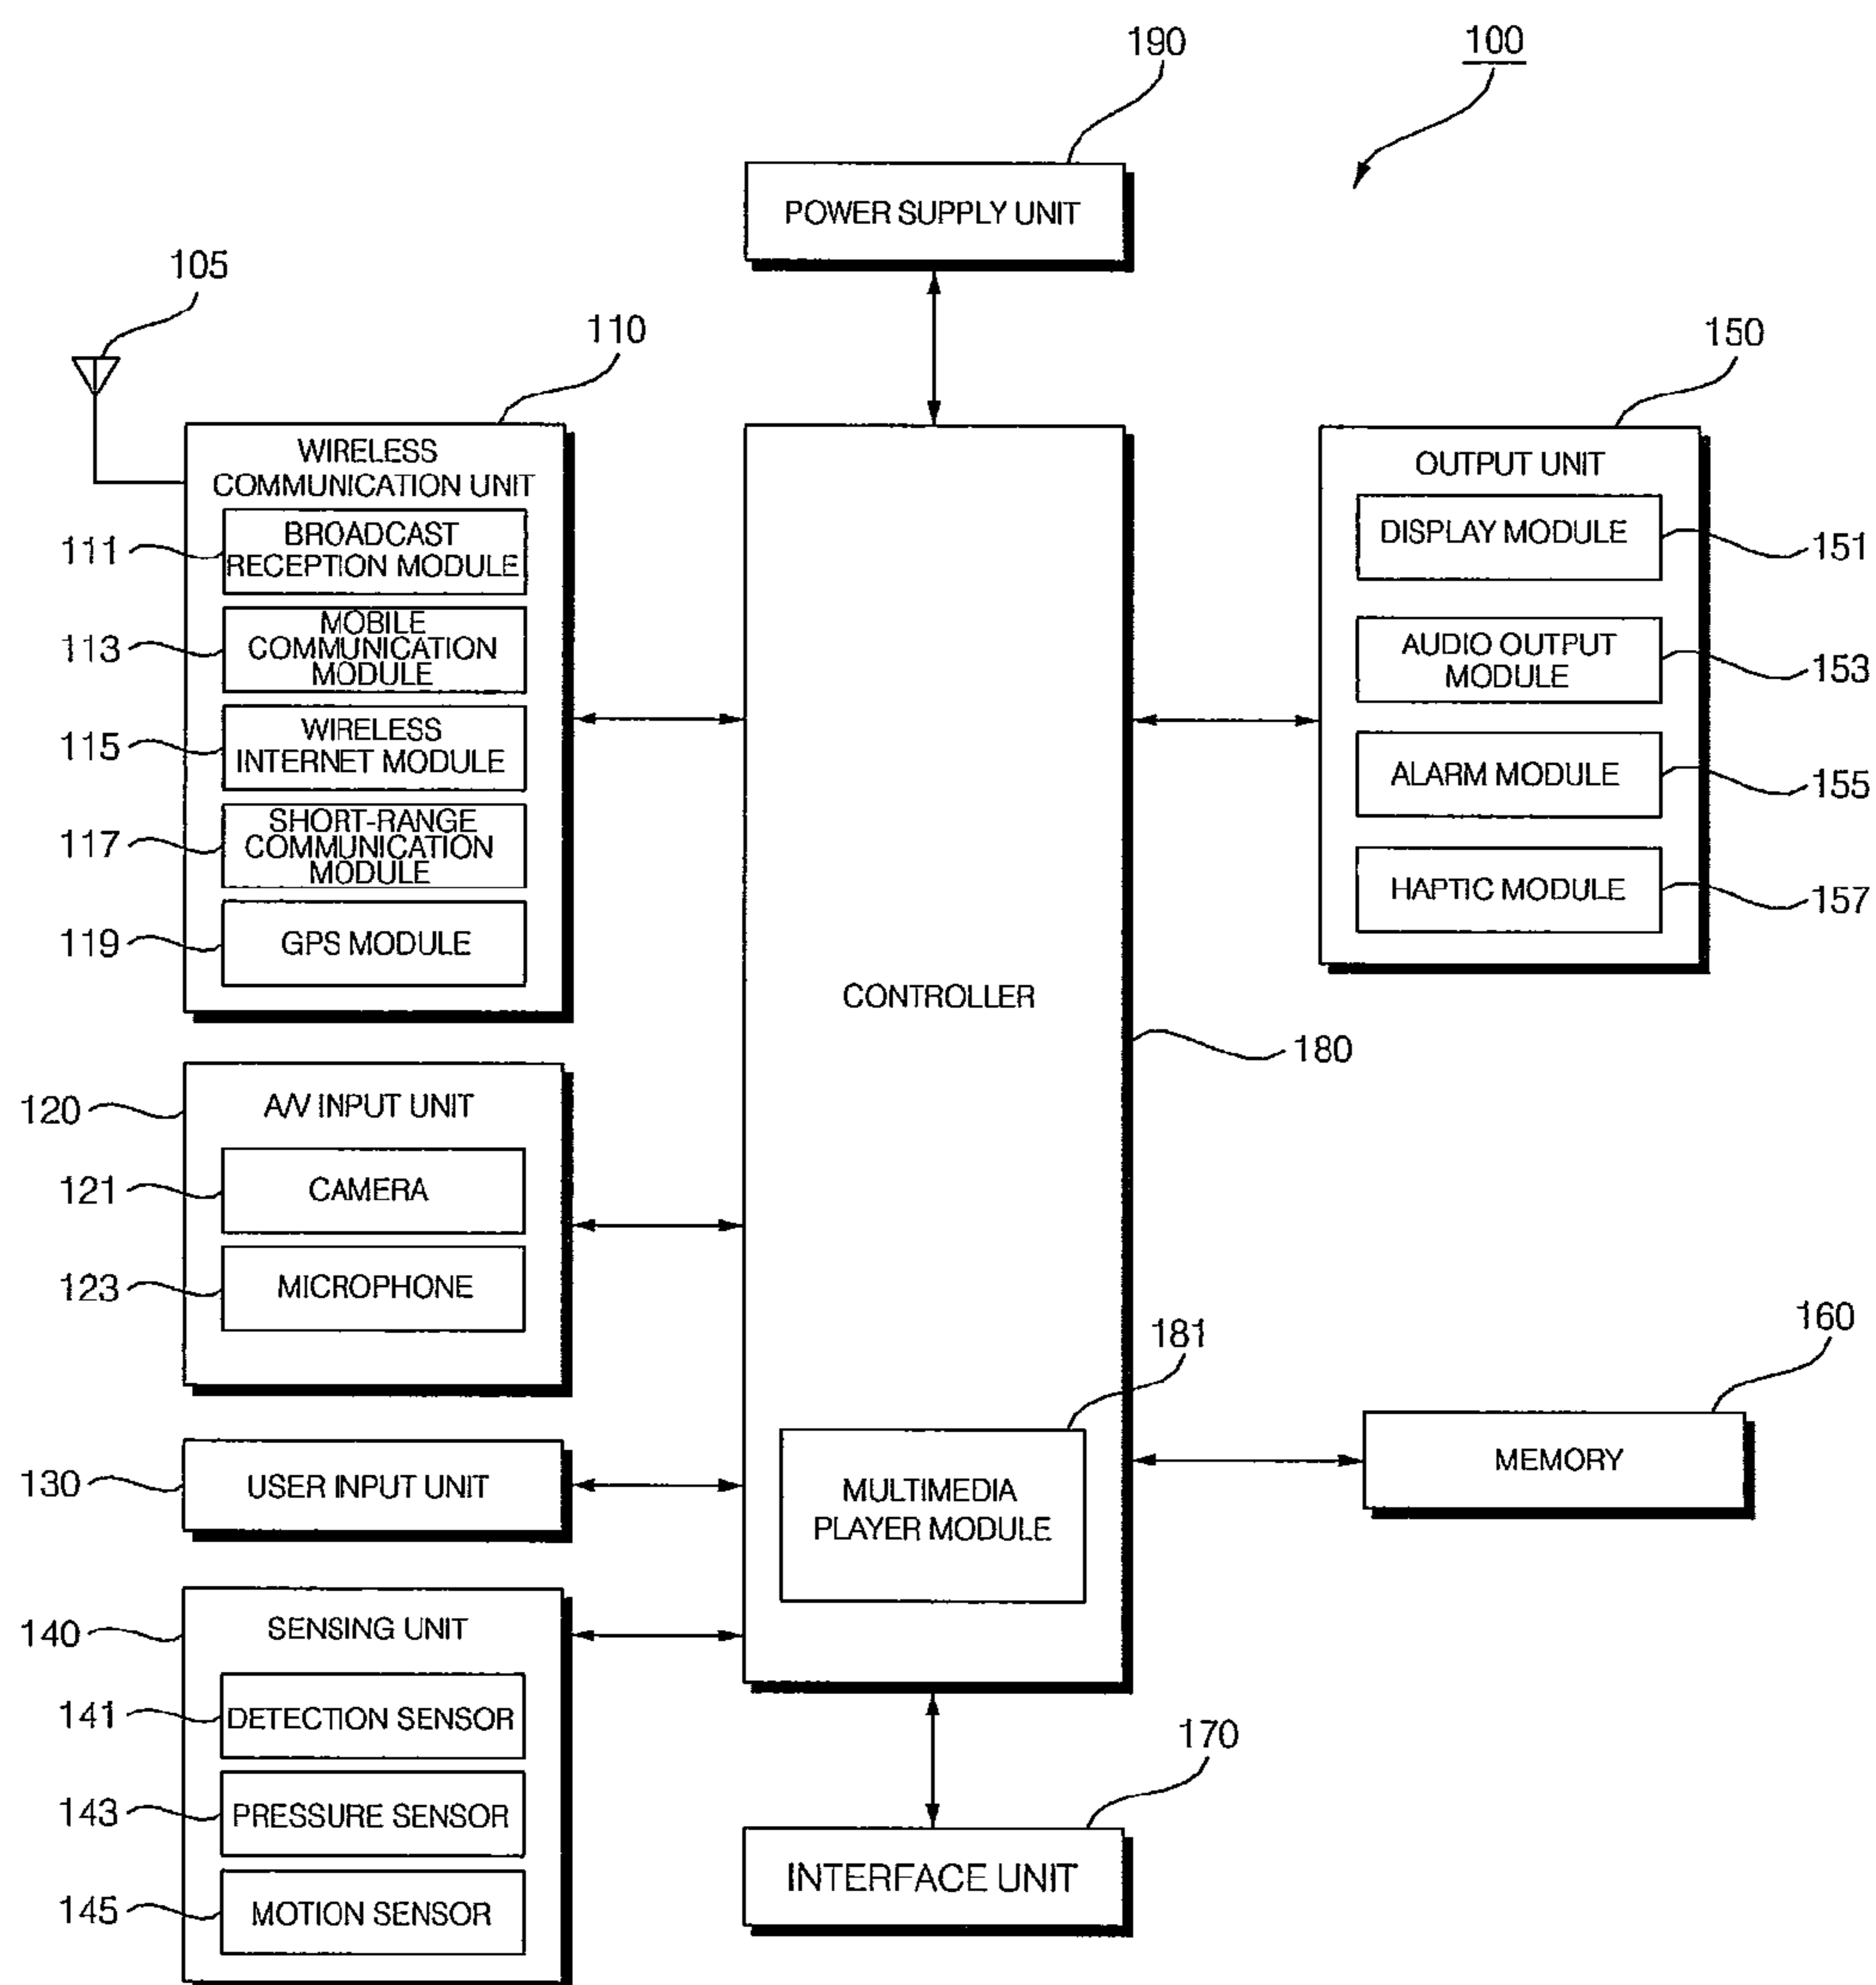 190
100
POWER SUPPLY UNIT
105
110
150
WIRELESS
COMMUNICATION UNIT
111
BROADCAST
RECEPTION MODULE
113
MOBILE
COMMUNICATION
MODULE
115
WIRELESS
INTERNET MODULE
117
SHORT-RANGE
COMMUNICATION
MODULE
119
GPS MODULE
OUTPUT UNIT
DISPLAY MODULE
151
AUDIO OUTPUT
MODULE
153
ALARM MODULE
155
HAPTIC MODULE
157
CONTROLLER
180
120
A/V INPUT UNIT
121
CAMERA
123
MICROPHONE
181
MULTIMEDIA
PLAYER MODULE
160
MEMORY
130
USER INPUT UNIT
140
SENSING UNIT
141
DETECTION SENSOR
143
PRESSURE SENSOR
145
MOTION SENSOR
170
INTERFACE UNIT